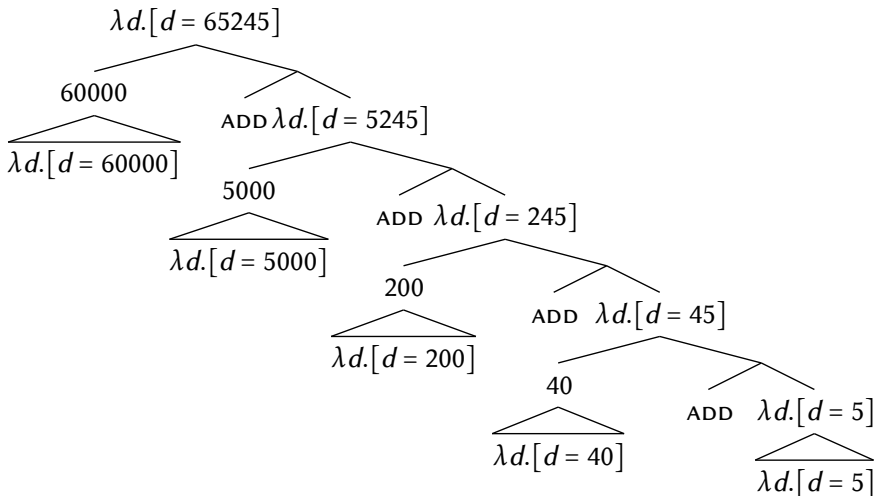 λd.[d = 65245]
60000
ADD λd.[d = 5245]
λd.[d = 60000]
5000
ADD λd.[d = 245]
λd.[d = 5000]
200
ADD λd.[d = 45]
λd.[d = 200]
40
ADD λd.[d = 5]
λd.[d = 40]
λd.[d = 5]